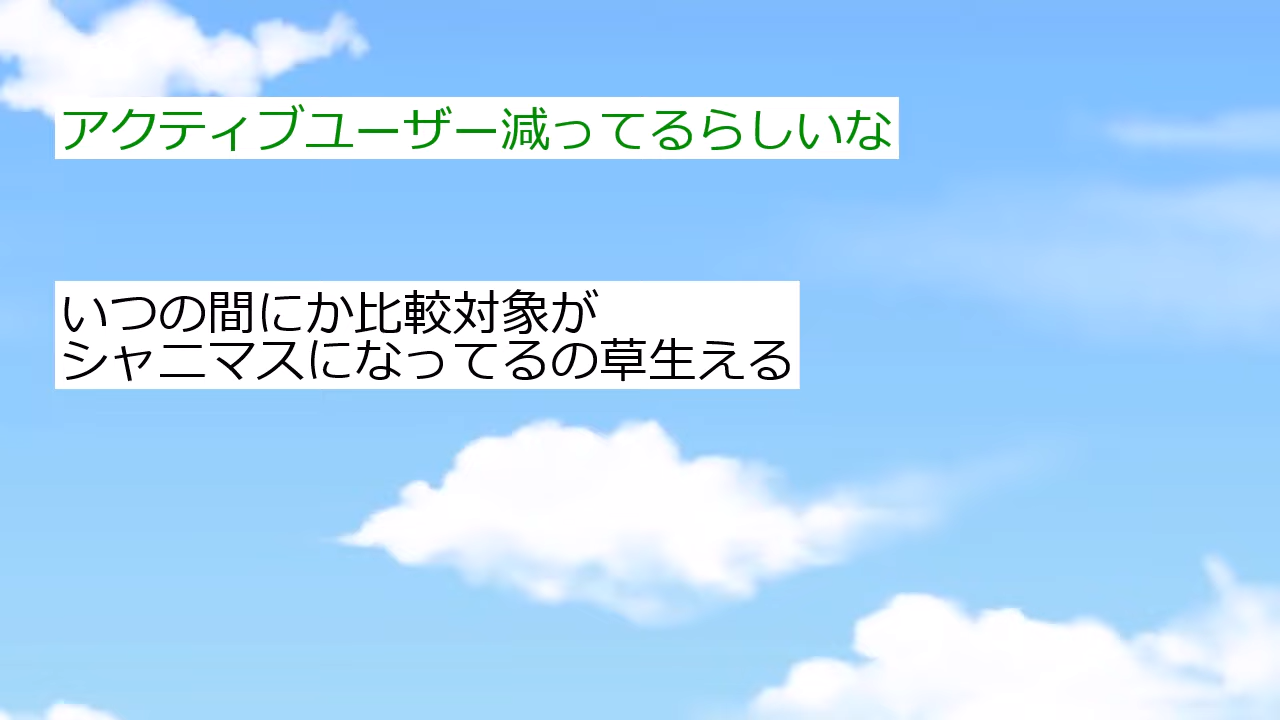 アクティブユーザー減ってるらしいな
いつの間にか比較対象が
シャニマスになってるの草生える